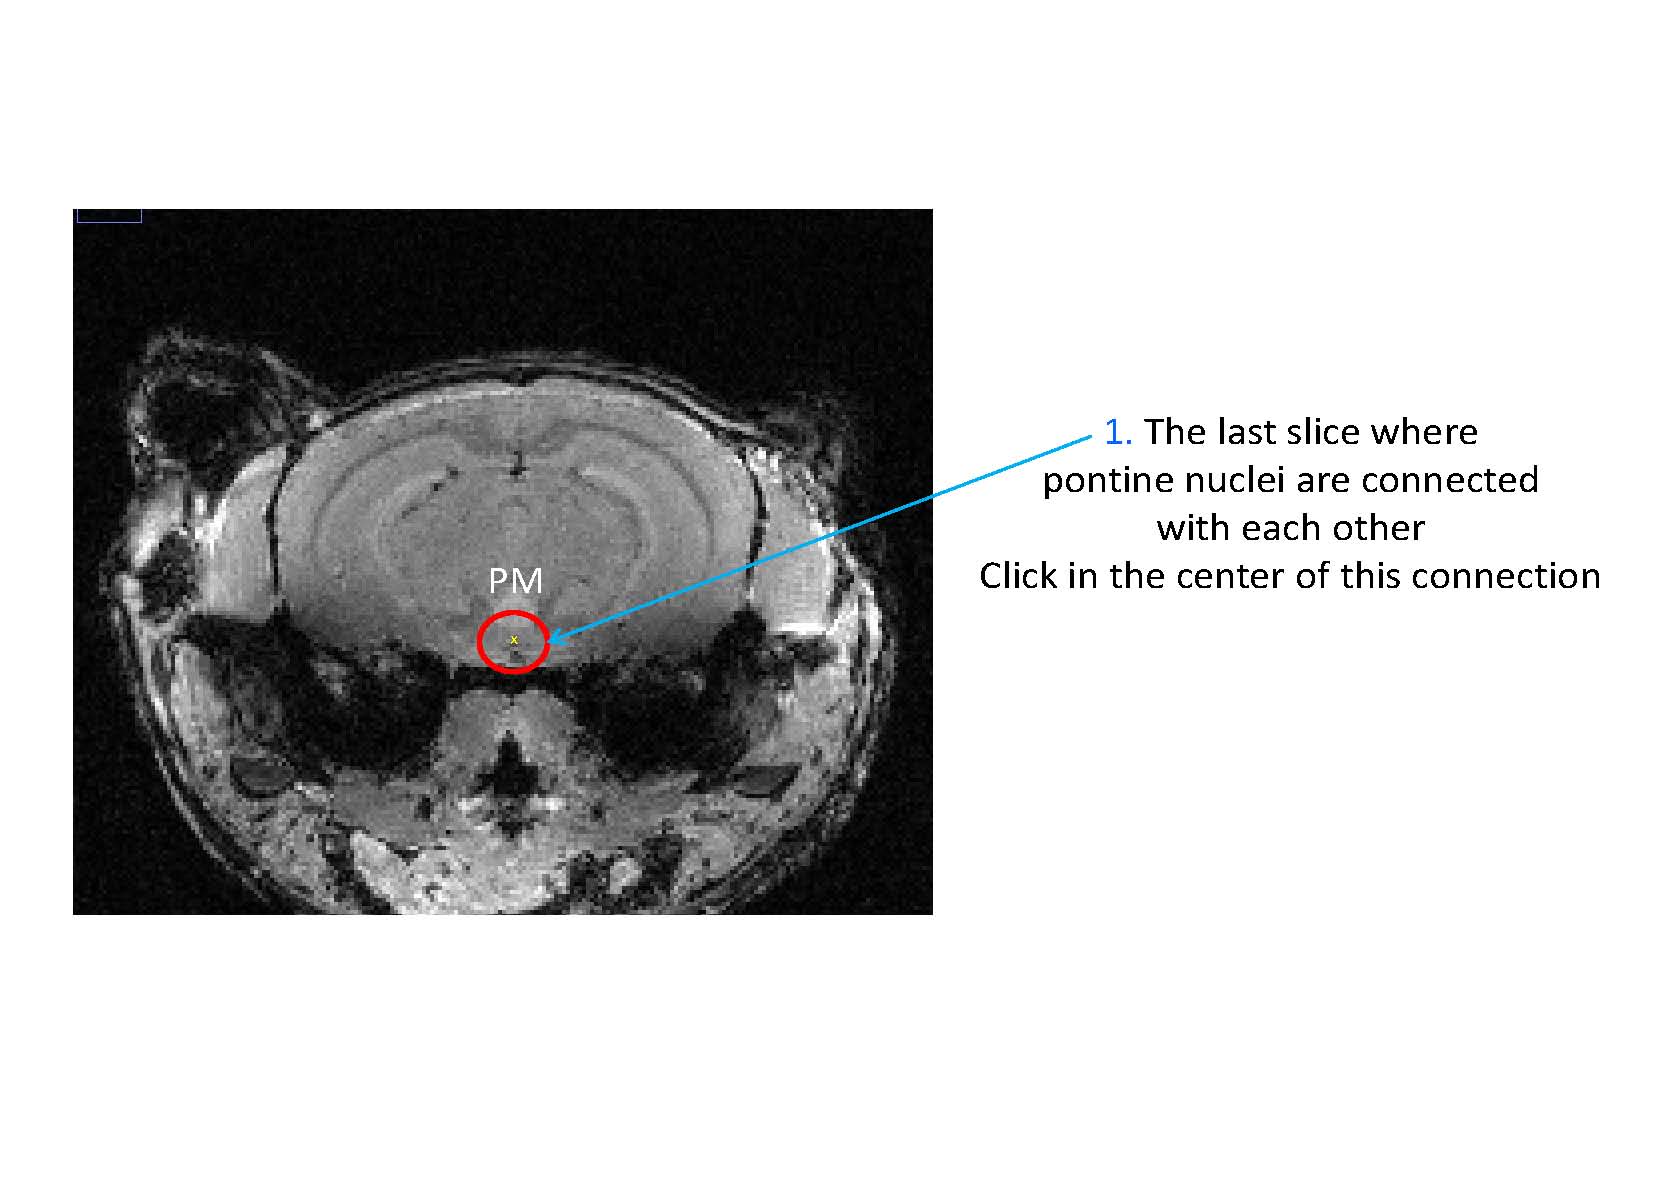 PM
1. The last slice where
pontine nuclei are connected
with each other
Click in the center of this connection
x